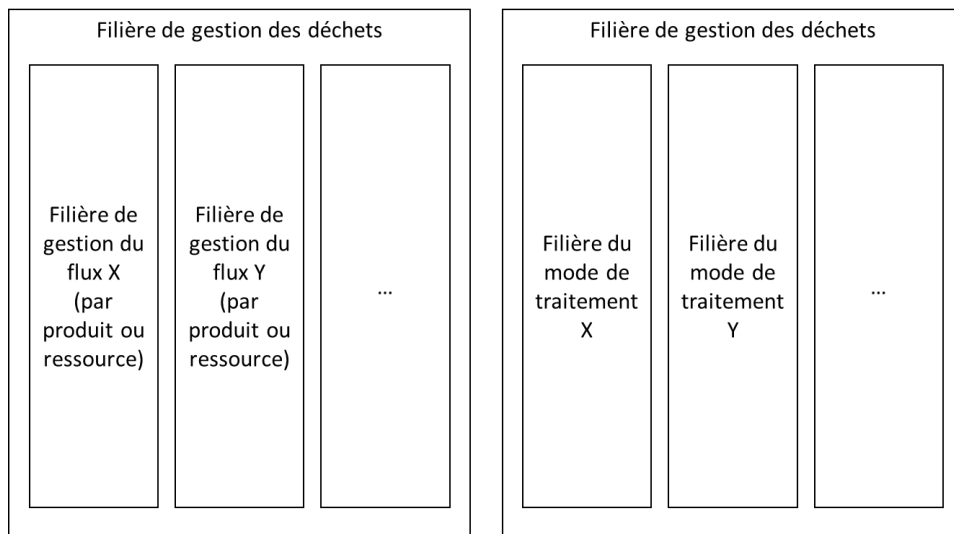 Filière de gestion des déchets
Filière de
gestion du
flux X
(par
produit ou
ressource)
Filière de
gestion du
flux Y
(par
produit ou
ressource)
...
Filière de gestion des déchets
Filière du
mode de
traitement
X
Filière du
mode de
traitement
Y
...